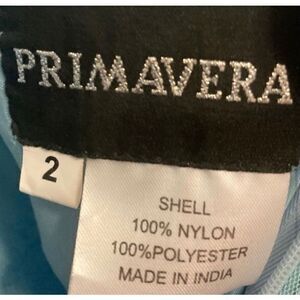 PRIMAVERA
2
SHELL
100% NYLON
100%POLYESTER
MADE IN INDIA